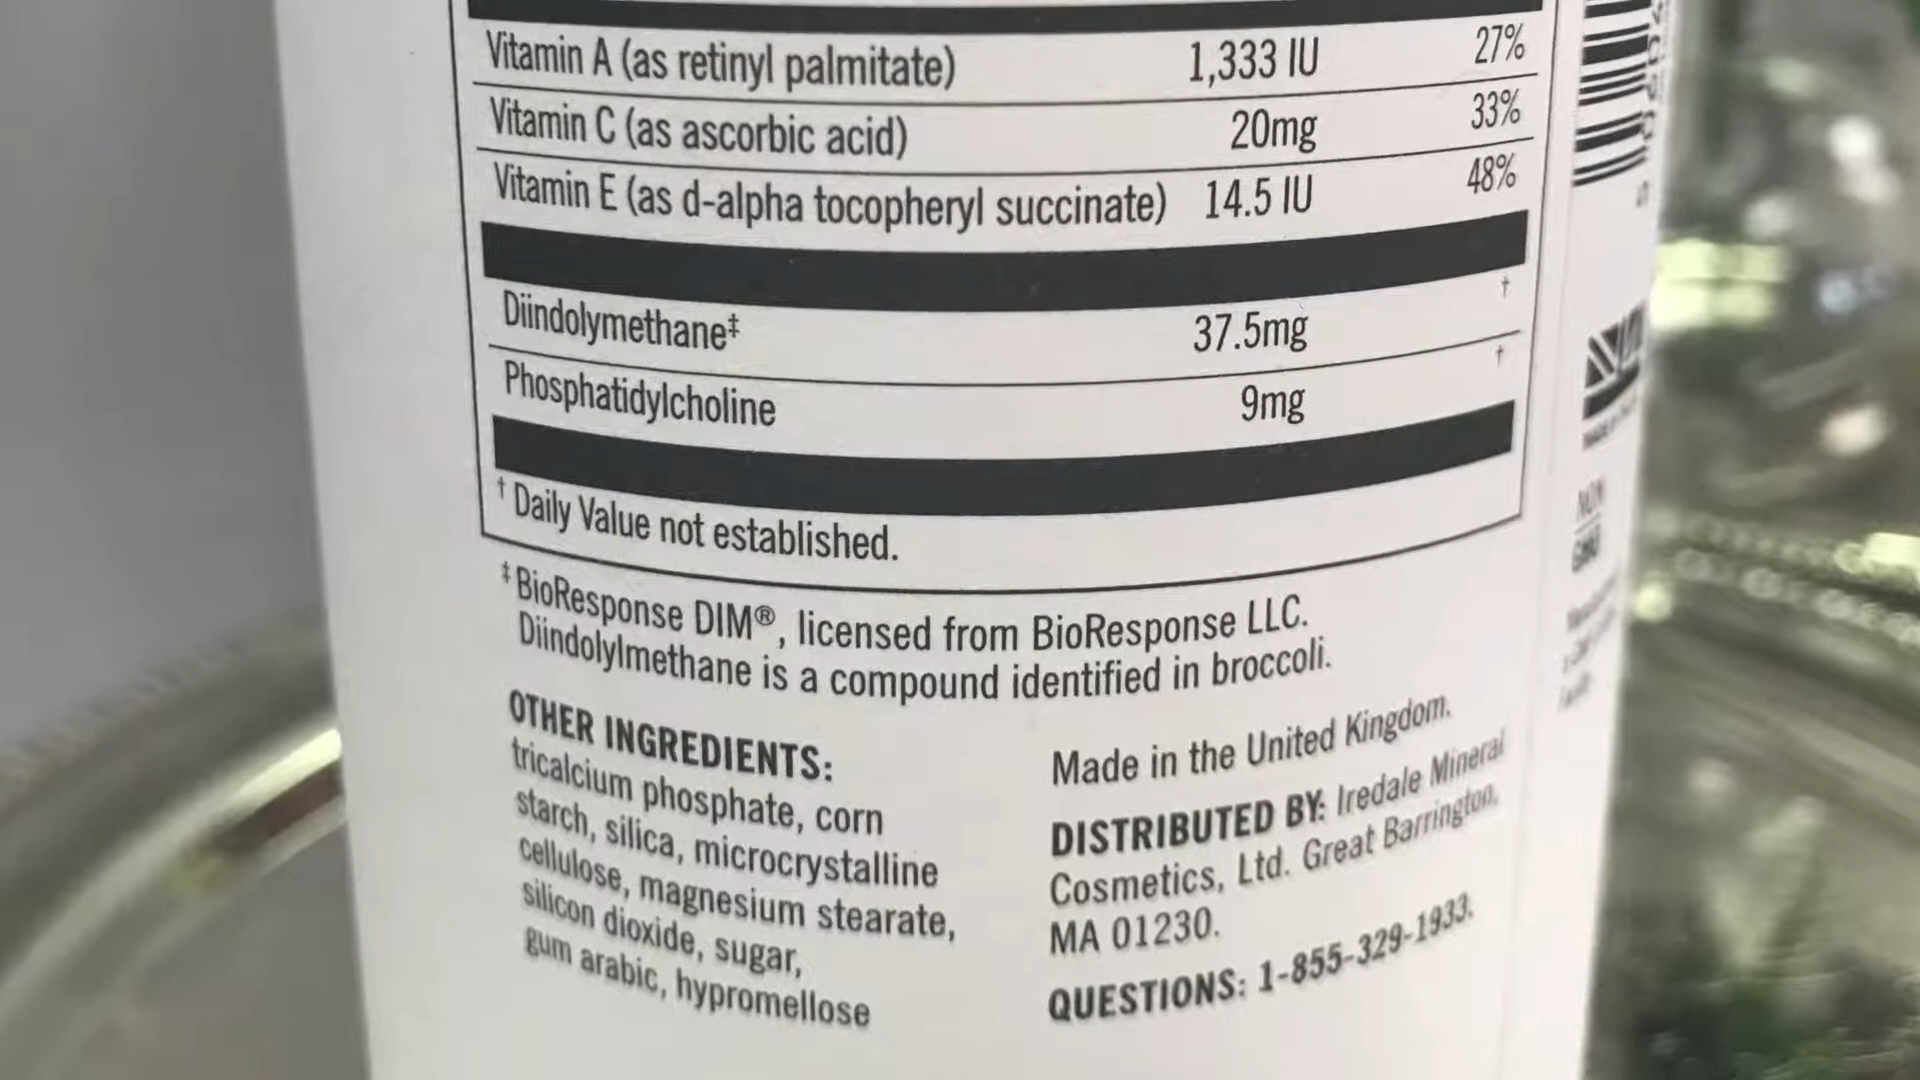 Vitamin A (as retinyl palmitate) 1,333 IU 27%
Vitamin C (as ascorbic acid) 20mg 33%
Vitamin E (as d-alpha tocopheryl succinate) 14.5 IU 48%
Diindolymethane‡ 37.5mg †
Phosphatidylcholine 9mg †
† Daily Value not established.
‡ BioResponse DIM®, licensed from BioResponse LLC.
Diindolylmethane is a compound identified in broccoli.
OTHER INGREDIENTS:
tricalcium phosphate, corn
starch, silica, microcrystalline
cellulose, magnesium stearate,
silicon dioxide, sugar,
gum arabic, hypromellose
Made in the United Kingdom.
DISTRIBUTED BY: Iredale Mineral
Cosmetics, Ltd. Great Barrington,
MA 01230.
QUESTIONS: 1-855-329-1933.
NON
GMO